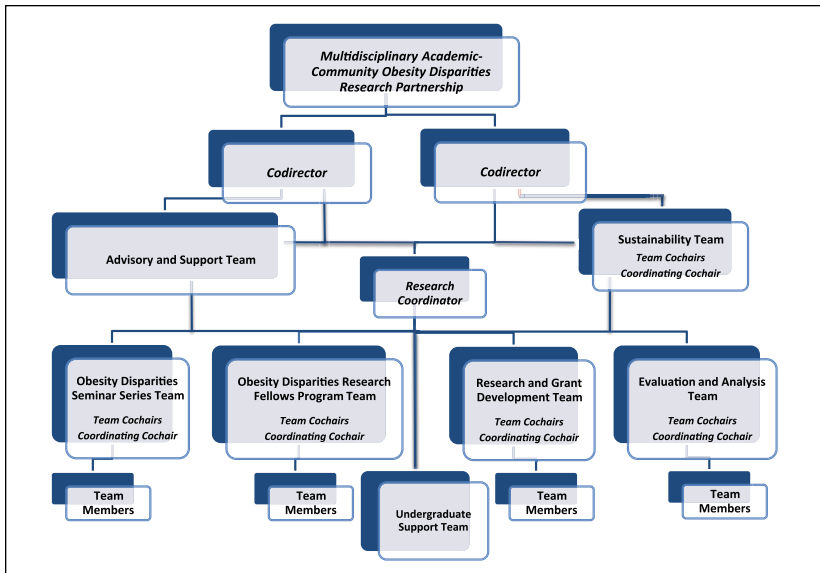 Multidisciplinary Academic-
Community Obesity Disparities
Research Partnership
Codirector
Codirector
Advisory and Support Team
Sustainability Team
Team Cochairs
Coordinating Cochair
Research
Coordinator
Obesity Disparities
Seminar Series Team
Team Cochairs
Coordinating Cochair
Obesity Disparities Research
Fellows Program Team
Team Cochairs
Coordinating Cochair
Research and Grant
Development Team
Team Cochairs
Coordinating Cochair
Evaluation and Analysis
Team
Team Cochairs
Coordinating Cochair
Team
Members
Team
Members
Undergraduate
Support Team
Team
Members
Team
Members